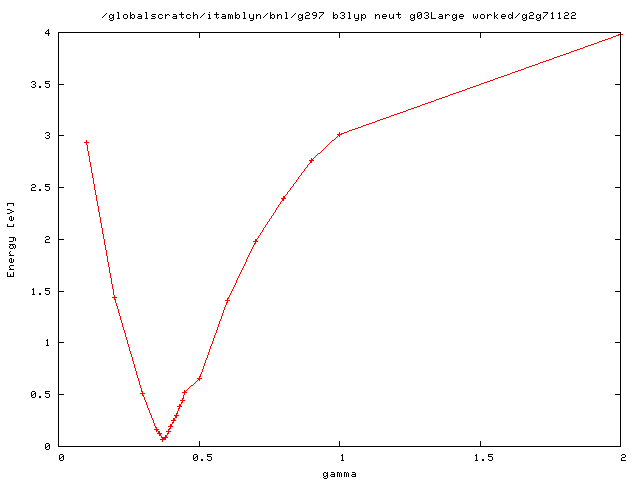 /globalscratch/itamblyn/bnl/g297 b3lyp neut g03Large worked/g2g71122
4
3.5
3
2.5
2
1.5
1
0.5
0
Energy [eV]
0 0.5 1 1.5 2
gamma